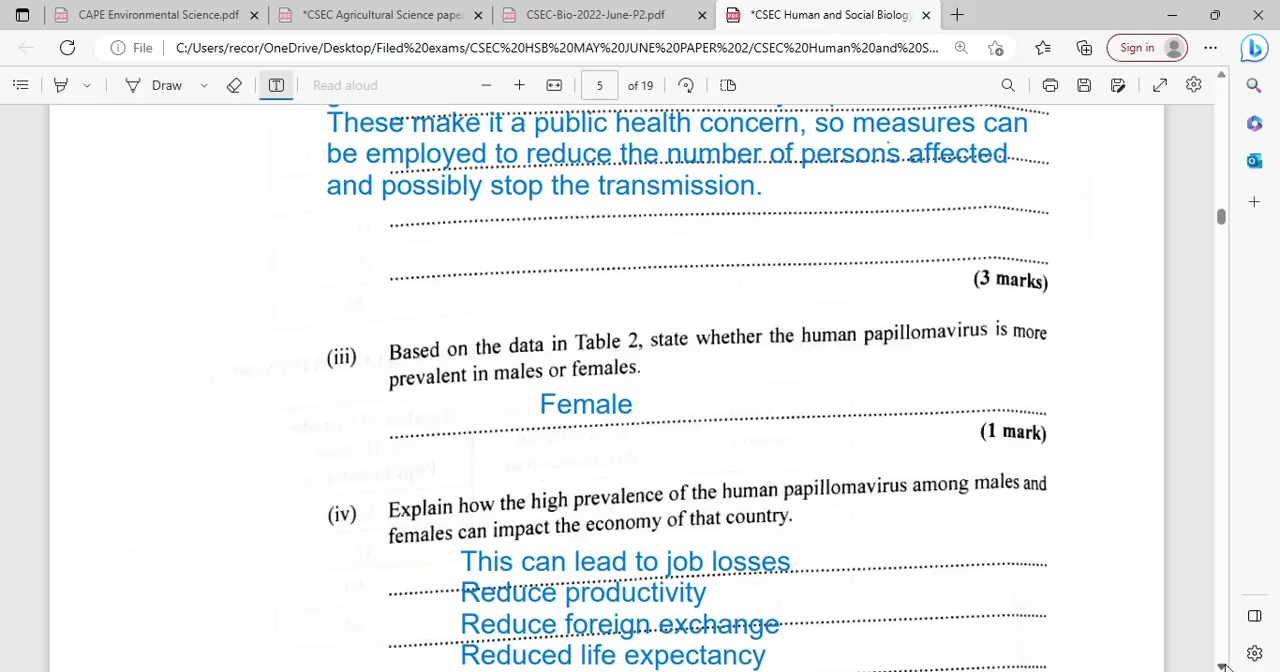 CAPE Environmental Science.pdf
*CSEC Agricultural Science pape
CSEC-Bio-2022-June-P2.pdf
*CSEC Human and Social Biology
File
C:/Users/recor/OneDrive/Desktop/Filed%20exams/CSEC%20HSB%20MAY%20JUNE%20PAPER%202/CSEC%20Human%20and%20S...
Sign in
Draw
Read aloud
5 of 19
These make it a public health concern, so measures can
be employed to reduce the number of persons affected
and possibly stop the transmission.
(3 marks)
(iii) Based on the data in Table 2, state whether the human papillomavirus is more
prevalent in males or females.
Female
(1 mark)
(iv) Explain how the high prevalence of the human papillomavirus among males and
females can impact the economy of that country.
This can lead to job losses
Reduce productivity
Reduce foreign exchange
Reduced life expectancy